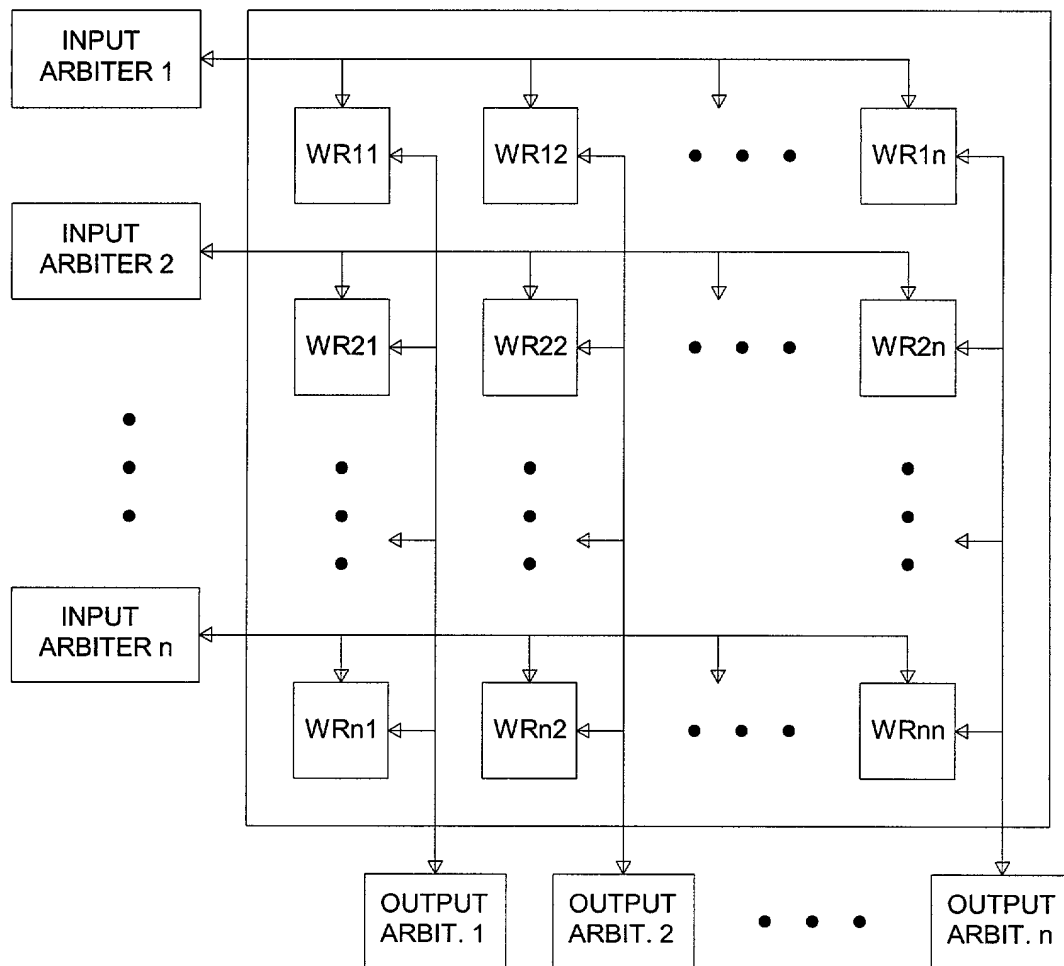 INPUT
ARBITER 1
WR11
WR12
WR1n
INPUT
ARBITER 2
WR21
WR22
WR2n
INPUT
ARBITER n
WRn1
WRn2
WRnn
OUTPUT
ARBIT. 1
OUTPUT
ARBIT. 2
OUTPUT
ARBIT. n